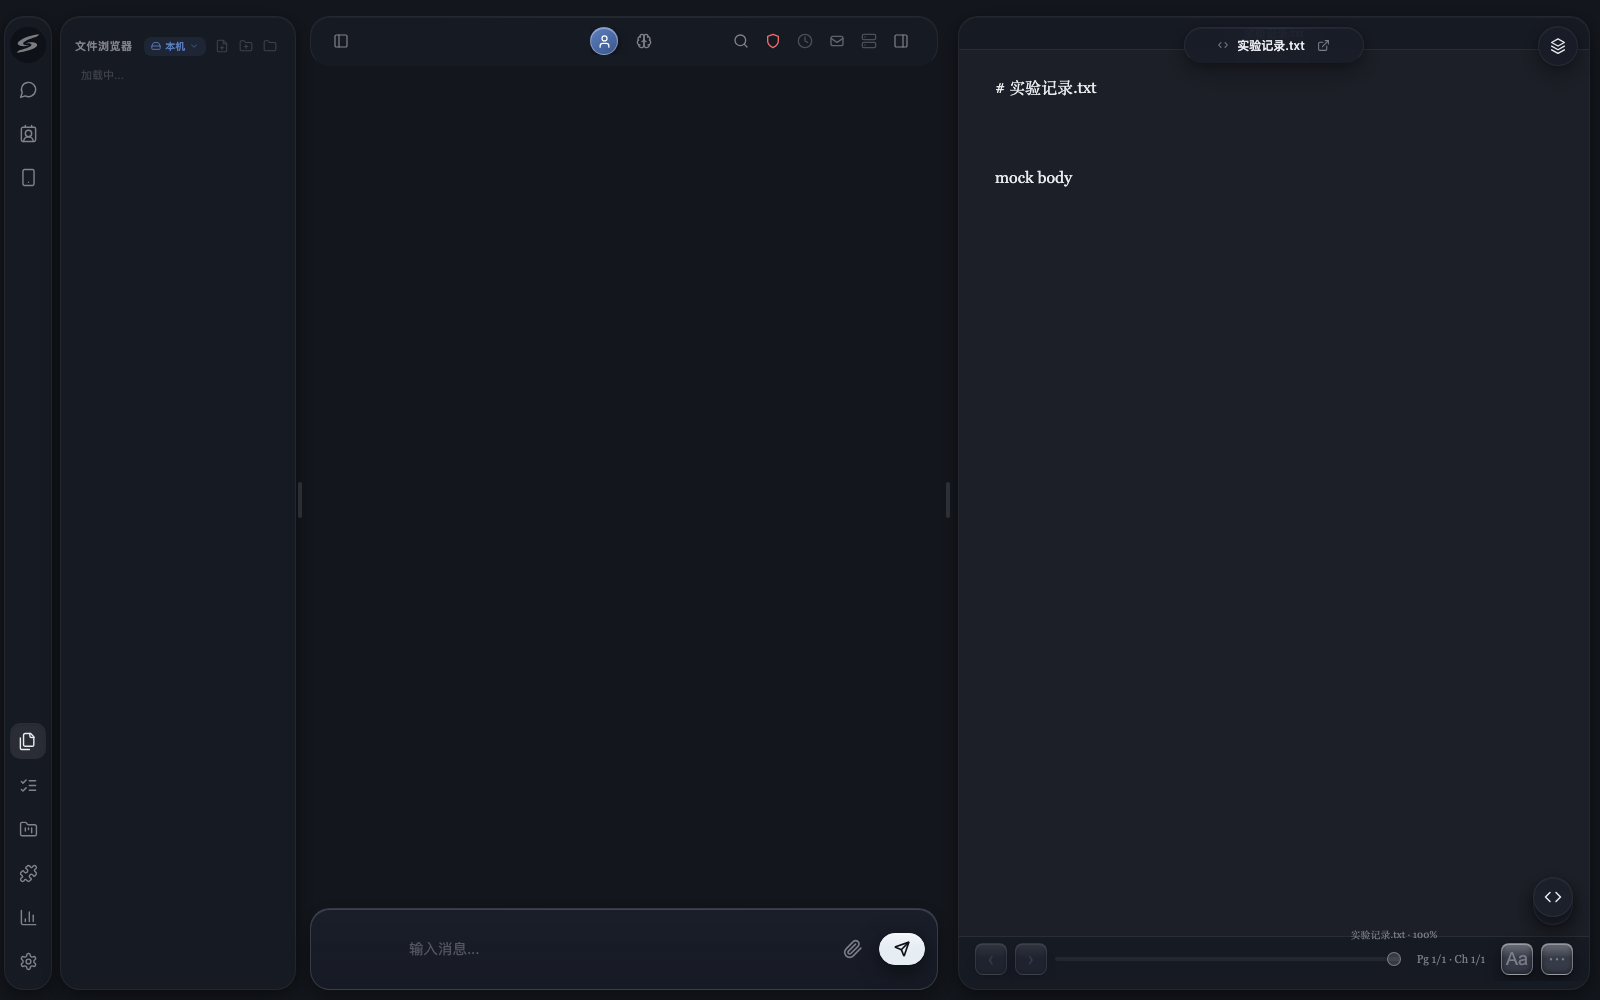 文件浏览器
本机
加载中...
输入消息...
实验记录.txt
# 实验记录.txt
mock body
实验记录.txt · 100%
Pg 1/1 · Ch 1/1
Aa